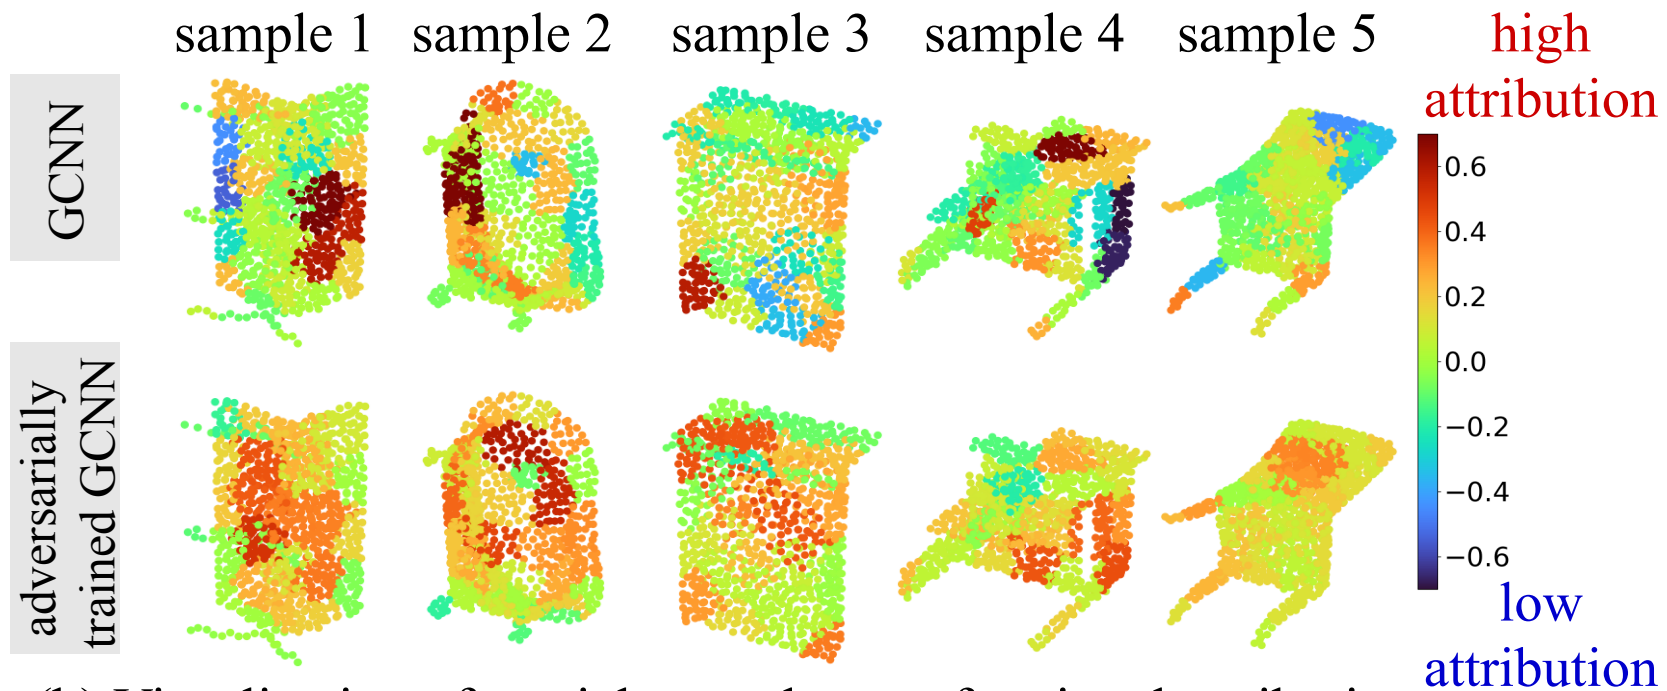 sample 1 sample 2 sample 3 sample 4 sample 5 high
attribution
GCNN
0.6
0.4
0.2
0.0
−0.2
−0.4
−0.6
adversarially
trained GCNN
low
attribution